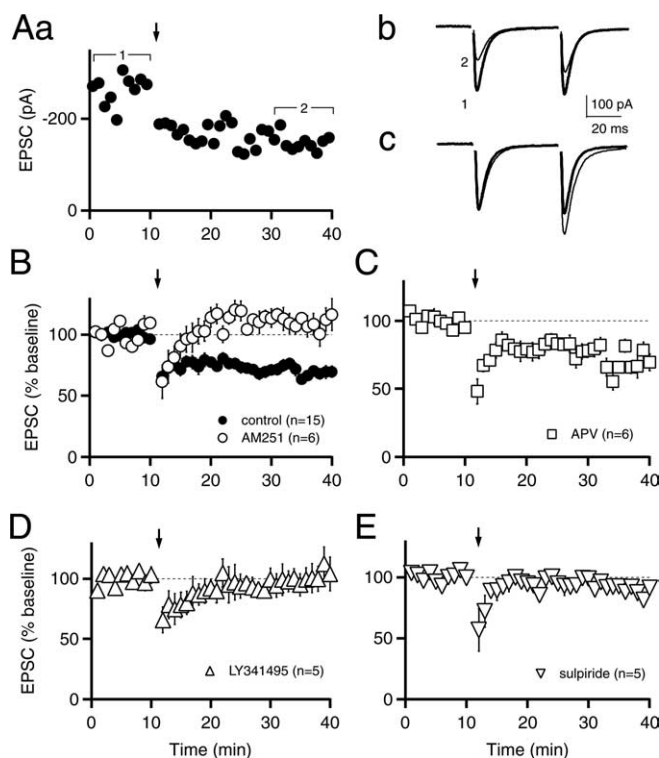 Aa
1
2
EPSC (pA)
-200
0
0 10 20 30 40
b
2
1
100 pA
20 ms
c
B
EPSC (% baseline)
100
50
0
0 10 20 30 40
control (n=15)
AM251 (n=6)
C
100
50
0
0 10 20 30 40
APV (n=6)
D
EPSC (% baseline)
100
50
0
0 10 20 30 40
LY341495 (n=5)
Time (min)
E
100
50
0
0 10 20 30 40
sulpiride (n=5)
Time (min)